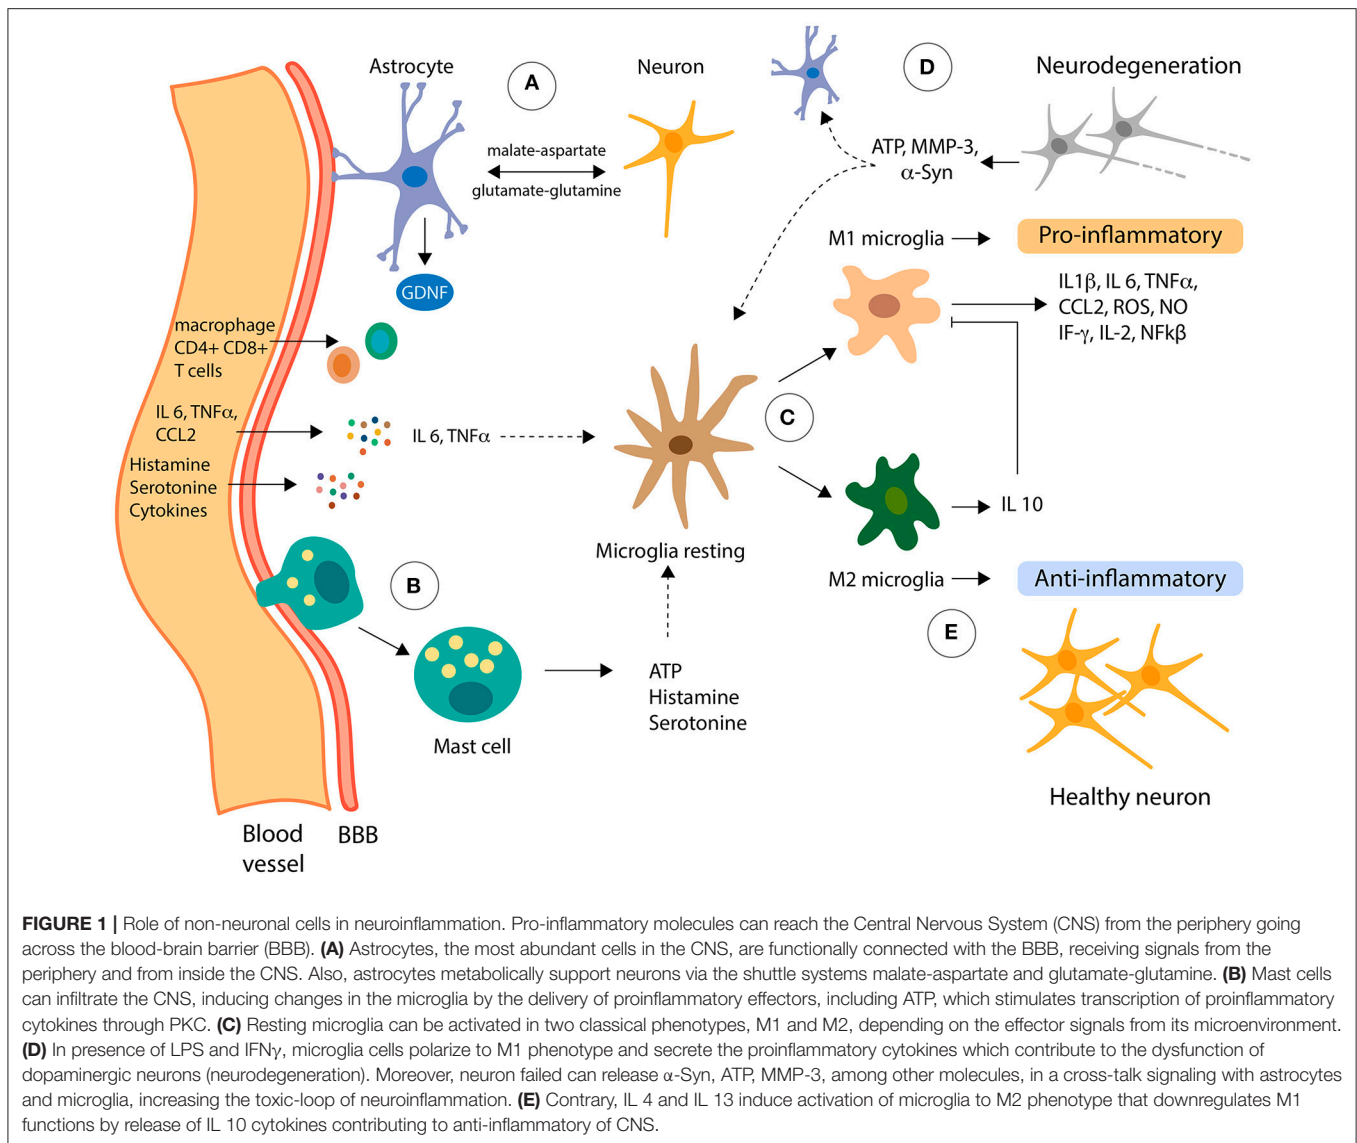 Astrocyte
A
Neuron
D
Neurodegeneration
malate-aspartate
glutamate-glutamine
ATP, MMP-3,
α-Syn
GDNF
M1 microglia
Pro-inflammatory
IL1β, IL 6, TNFα,
CCL2, ROS, NO
IF-γ, IL-2, NFkβ
macrophage
CD4+ CD8+
T cells
IL 6, TNFα,
CCL2
IL 6, TNFα
C
Histamine
Serotonine
Cytokines
IL 10
Microglia resting
M2 microglia
Anti-inflammatory
B
E
ATP
Histamine
Serotonine
Mast cell
Healthy neuron
Blood
vessel
BBB
FIGURE 1 | Role of non-neuronal cells in neuroinflammation. Pro-inflammatory molecules can reach the Central Nervous System (CNS) from the periphery going
across the blood-brain barrier (BBB). (A) Astrocytes, the most abundant cells in the CNS, are functionally connected with the BBB, receiving signals from the
periphery and from inside the CNS. Also, astrocytes metabolically support neurons via the shuttle systems malate-aspartate and glutamate-glutamine. (B) Mast cells
can infiltrate the CNS, inducing changes in the microglia by the delivery of proinflammatory effectors, including ATP, which stimulates transcription of proinflammatory
cytokines through PKC. (C) Resting microglia can be activated in two classical phenotypes, M1 and M2, depending on the effector signals from its microenvironment.
(D) In presence of LPS and IFNγ, microglia cells polarize to M1 phenotype and secrete the proinflammatory cytokines which contribute to the dysfunction of
dopaminergic neurons (neurodegeneration). Moreover, neuron failed can release α-Syn, ATP, MMP-3, among other molecules, in a cross-talk signaling with astrocytes
and microglia, increasing the toxic-loop of neuroinflammation. (E) Contrary, IL 4 and IL 13 induce activation of microglia to M2 phenotype that downregulates M1
functions by release of IL 10 cytokines contributing to anti-inflammatory of CNS.